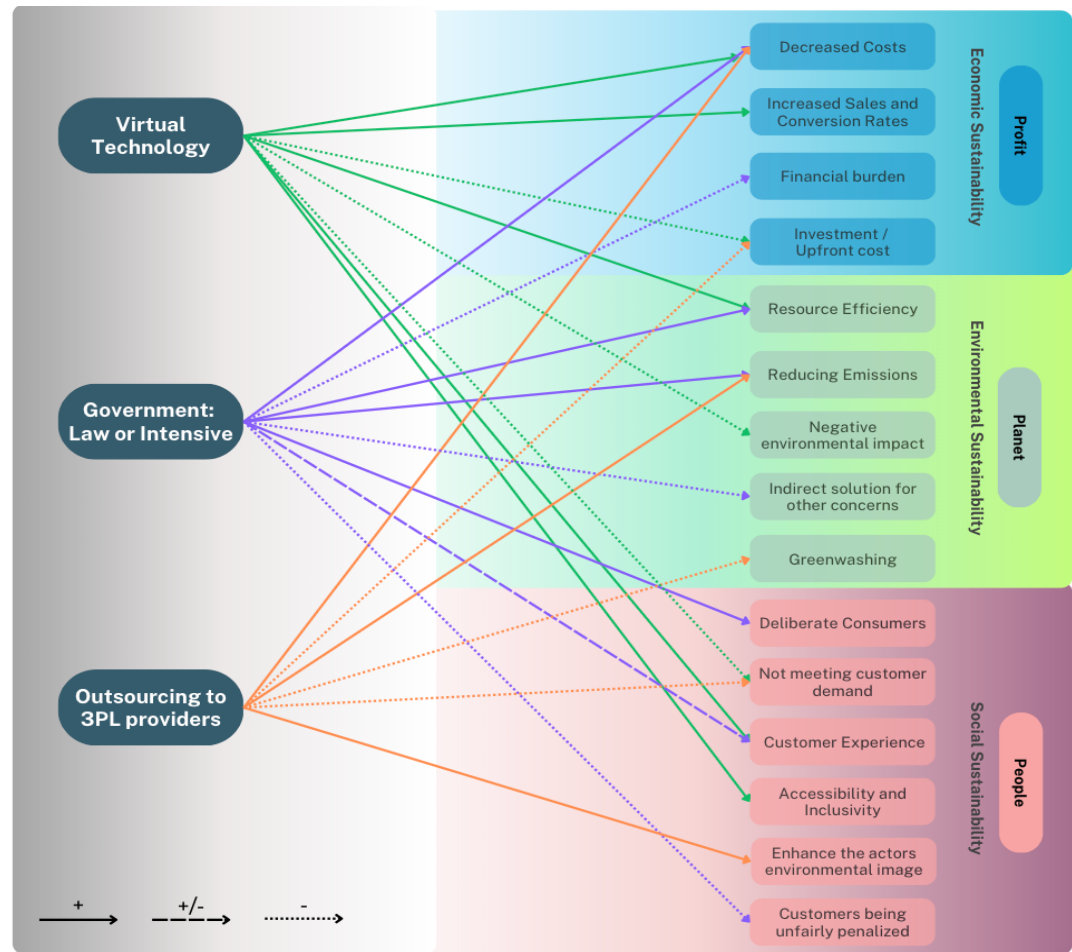 Virtual
Technology
Government:
Law or Intensive
Outsourcing to
3PL providers
+
+/-
-
Decreased Costs
Increased Sales and
Conversion Rates
Financial burden
Investment /
Upfront cost
Economic Sustainability
Profit
Resource Efficiency
Reducing Emissions
Negative
environmental impact
Indirect solution for
other concerns
Greenwashing
Environmental Sustainability
Planet
Deliberate Consumers
Not meeting customer
demand
Customer Experience
Accessibility and
Inclusivity
Enhance the actors
environmental image
Customers being
unfairly penalized
Social Sustainability
People